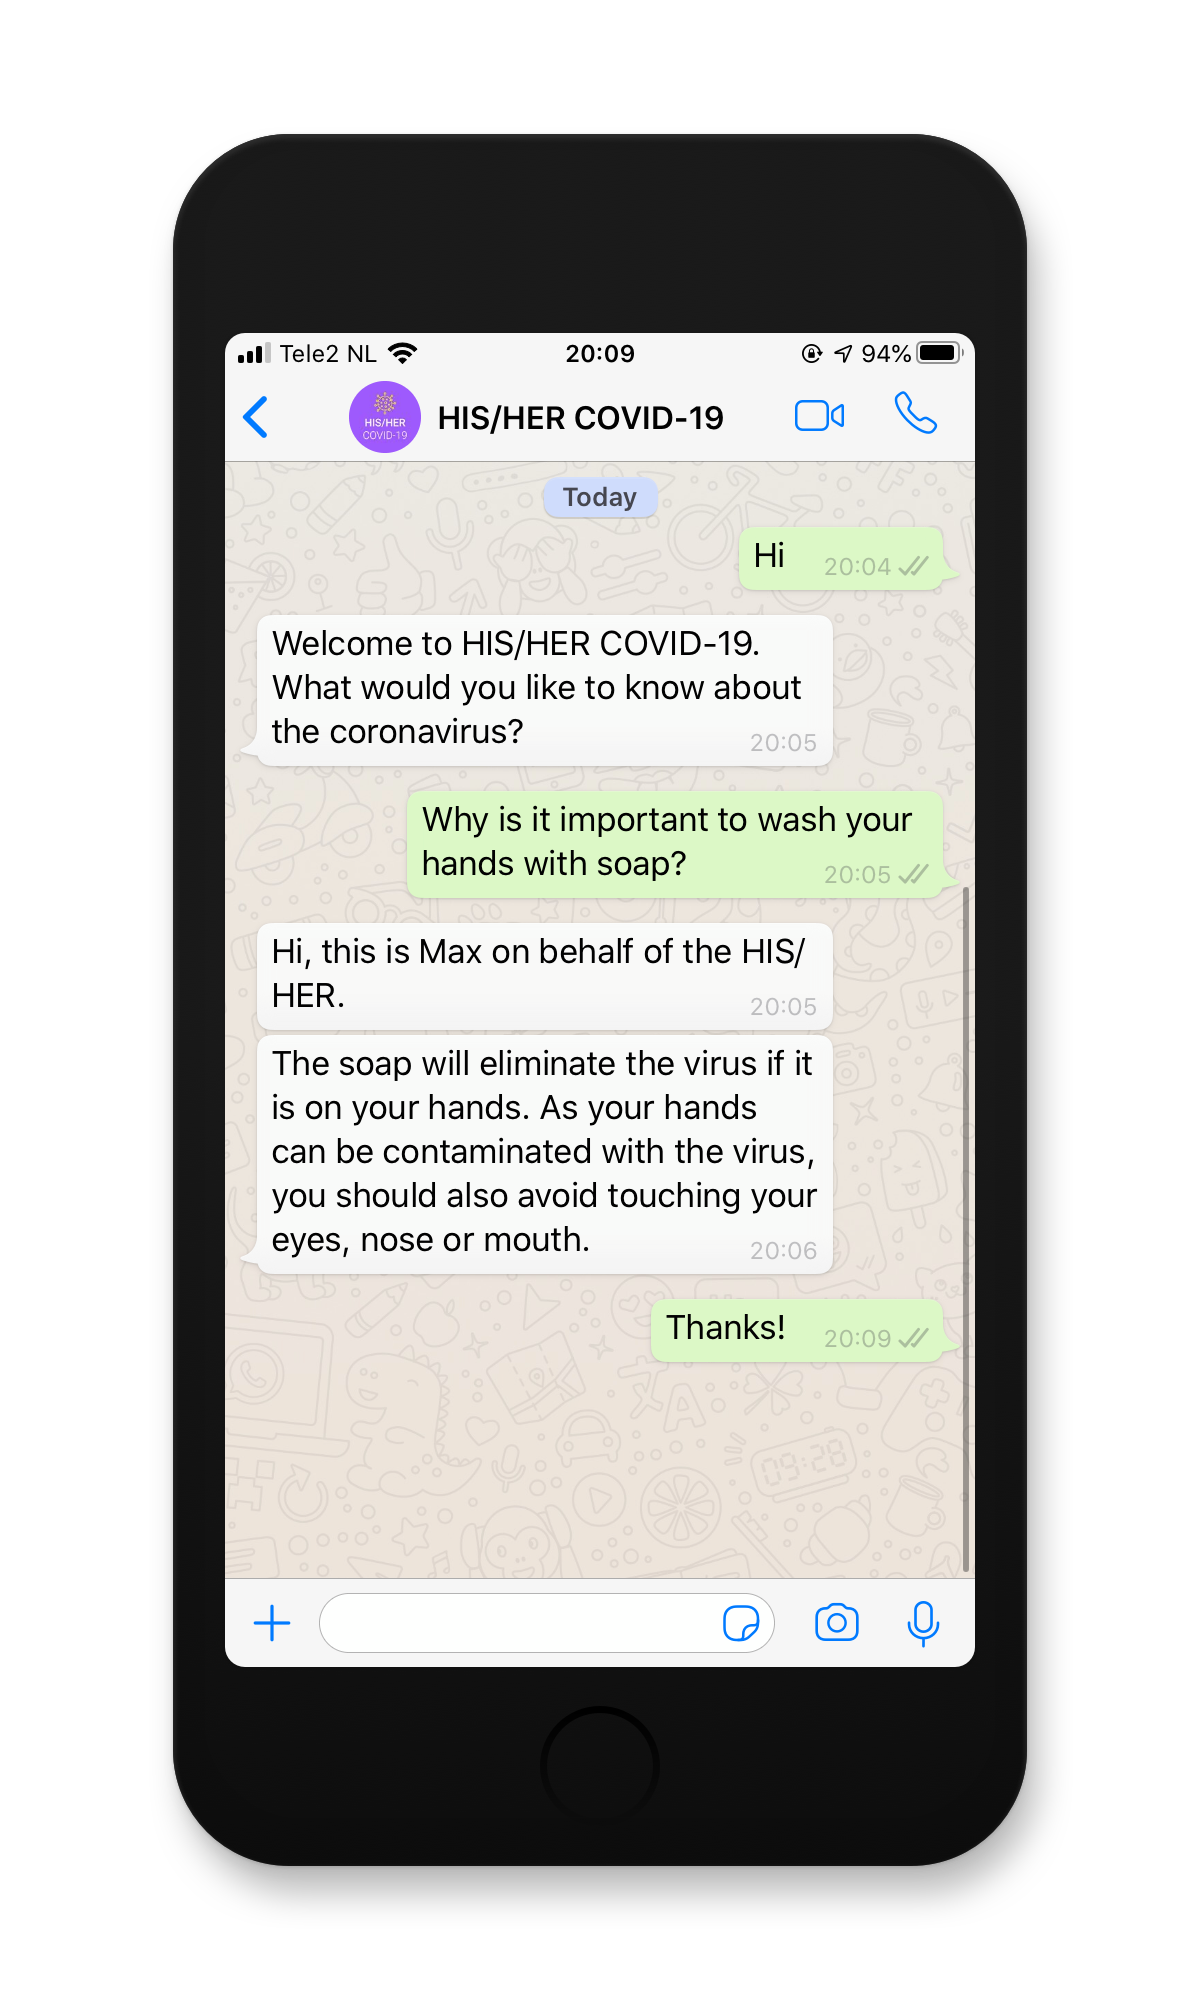 Tele2 NL 20:09 94%
HIS/HER
COVID-19
HIS/HER COVID-19
Today
Hi 20:04
Welcome to HIS/HER COVID-19.
What would you like to know about
the coronavirus? 20:05
Why is it important to wash your
hands with soap? 20:05
Hi, this is Max on behalf of the HIS/
HER. 20:05
The soap will eliminate the virus if it
is on your hands. As your hands
can be contaminated with the virus,
you should also avoid touching your
eyes, nose or mouth. 20:06
Thanks! 20:09
09:28